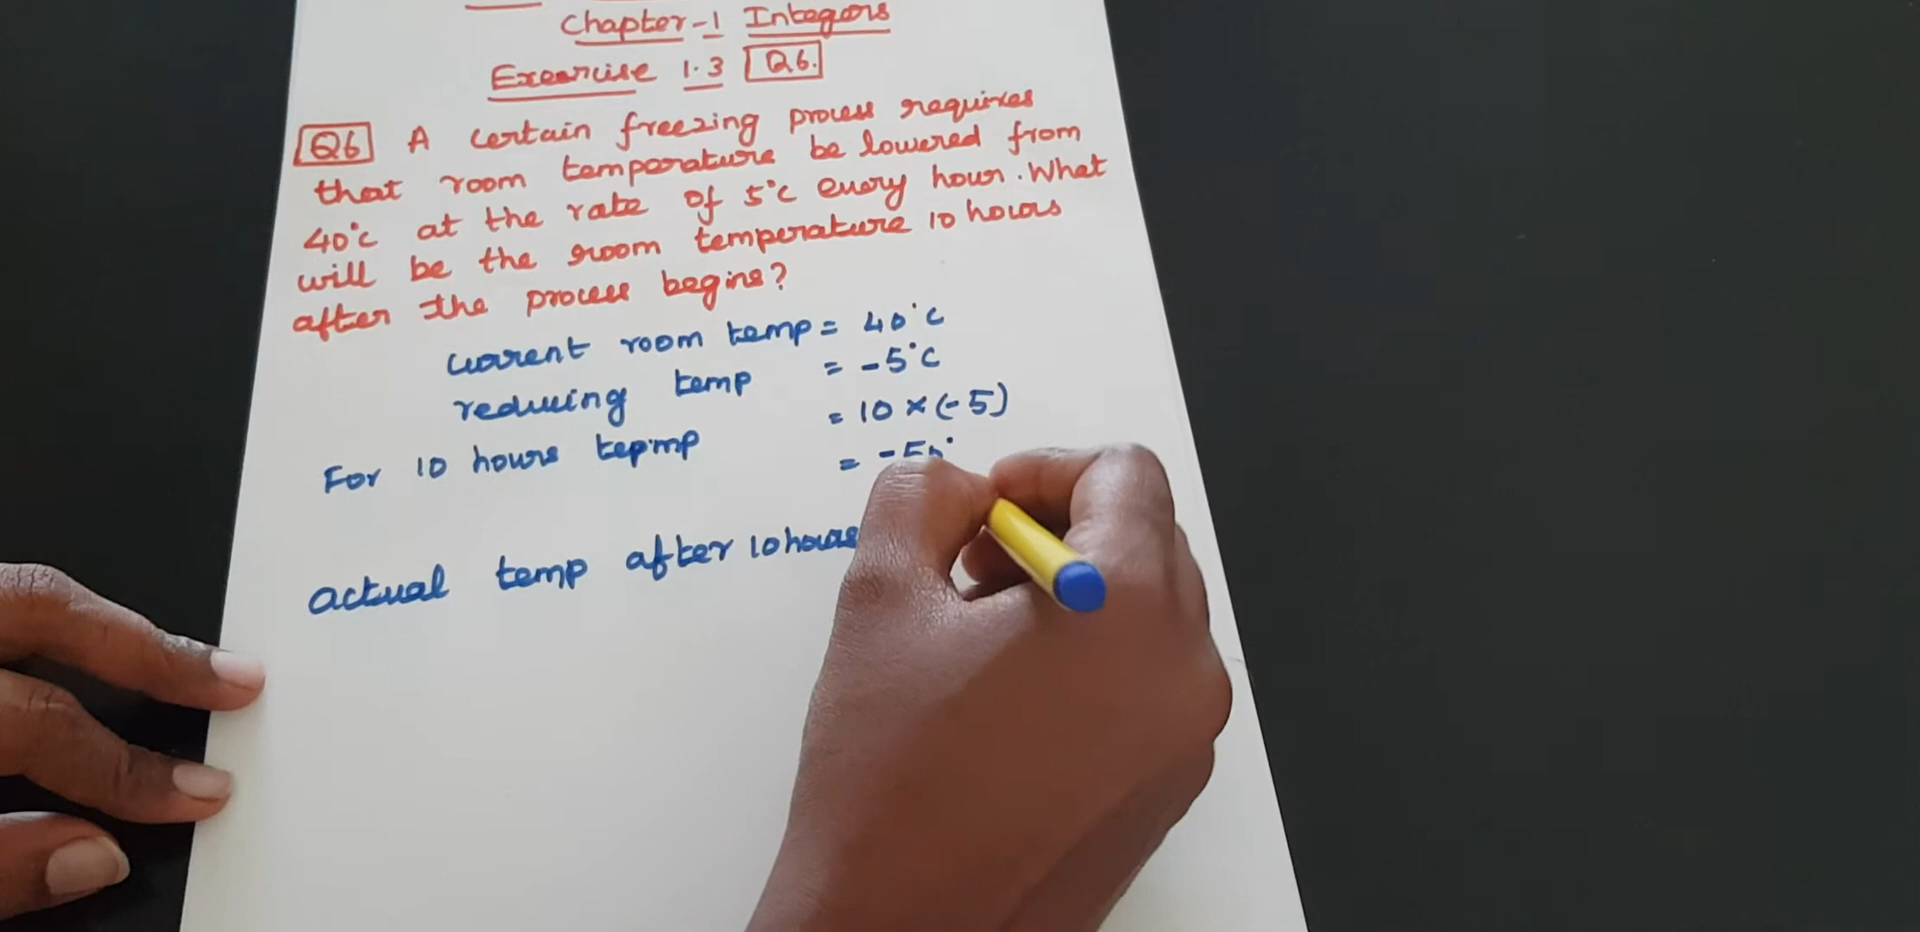 Chapter-1 Integers
Exercise 1.3 Q6.
Q6 A certain freezing process requires
that room temperature be lowered from
40°C at the rate of 5°C every hour. What
will be the room temperature 10 hours
after the process begins?
current room temp = 40°C
reducing temp = -5°C
For 10 hours tepmp = 10 × (-5)
= -50°
actual temp after 10 hours